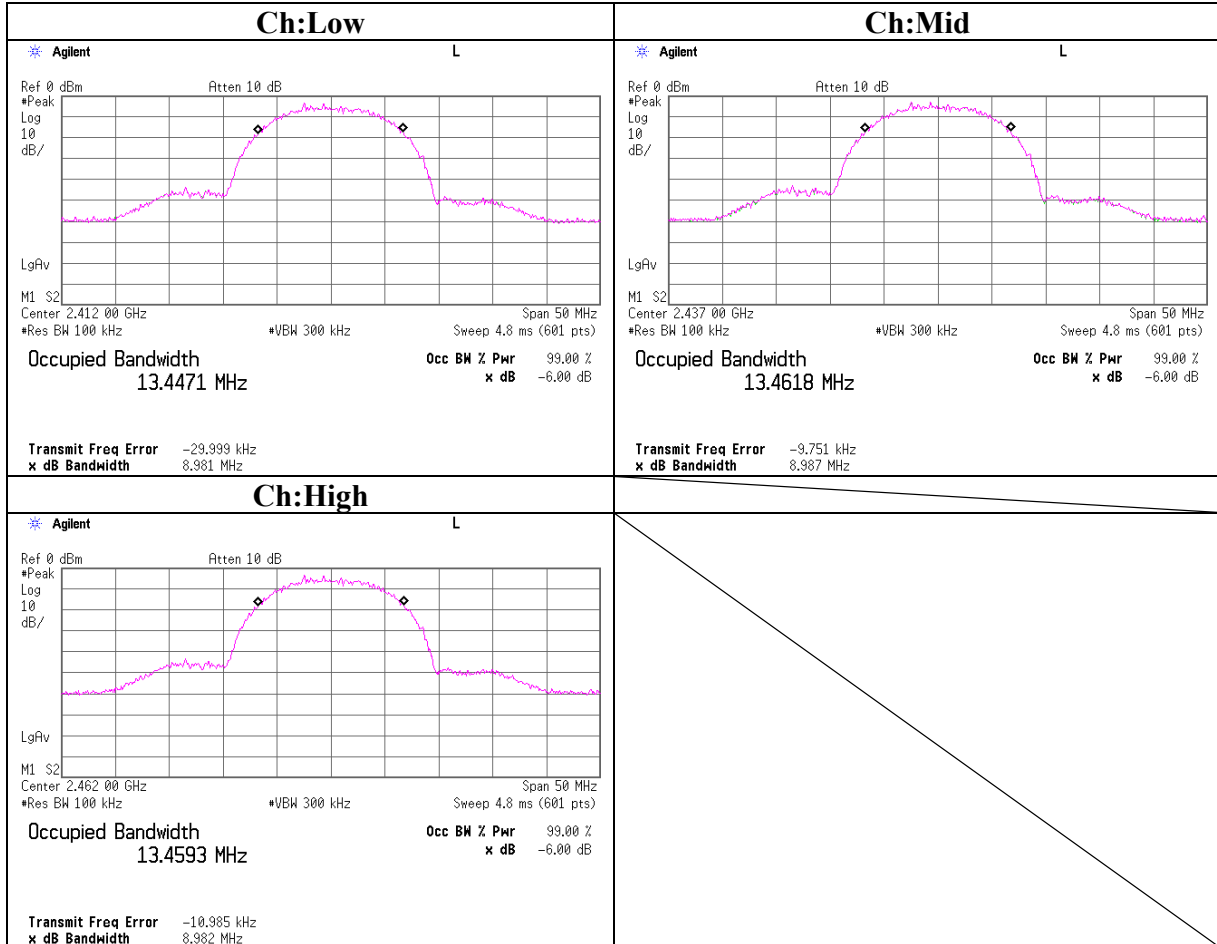 Ch:Low
Agilent L
Ref 0 dBm Atten 10 dB
#Peak
Log
10
dB/
LgAv
M1 S2
Center 2.412 00 GHz Span 50 MHz
#Res BW 100 kHz #VBW 300 kHz Sweep 4.8 ms (601 pts)
Occupied Bandwidth Occ BW % Pwr 99.00 %
13.4471 MHz x dB -6.00 dB
Transmit Freq Error -29.999 kHz
x dB Bandwidth 8.981 MHz
Ch:Mid
Agilent L
Ref 0 dBm Atten 10 dB
#Peak
Log
10
dB/
LgAv
M1 S2
Center 2.437 00 GHz Span 50 MHz
#Res BW 100 kHz #VBW 300 kHz Sweep 4.8 ms (601 pts)
Occupied Bandwidth Occ BW % Pwr 99.00 %
13.4618 MHz x dB -6.00 dB
Transmit Freq Error -9.751 kHz
x dB Bandwidth 8.987 MHz
Ch:High
Agilent L
Ref 0 dBm Atten 10 dB
#Peak
Log
10
dB/
LgAv
M1 S2
Center 2.462 00 GHz Span 50 MHz
#Res BW 100 kHz #VBW 300 kHz Sweep 4.8 ms (601 pts)
Occupied Bandwidth Occ BW % Pwr 99.00 %
13.4593 MHz x dB -6.00 dB
Transmit Freq Error -10.985 kHz
x dB Bandwidth 8.982 MHz